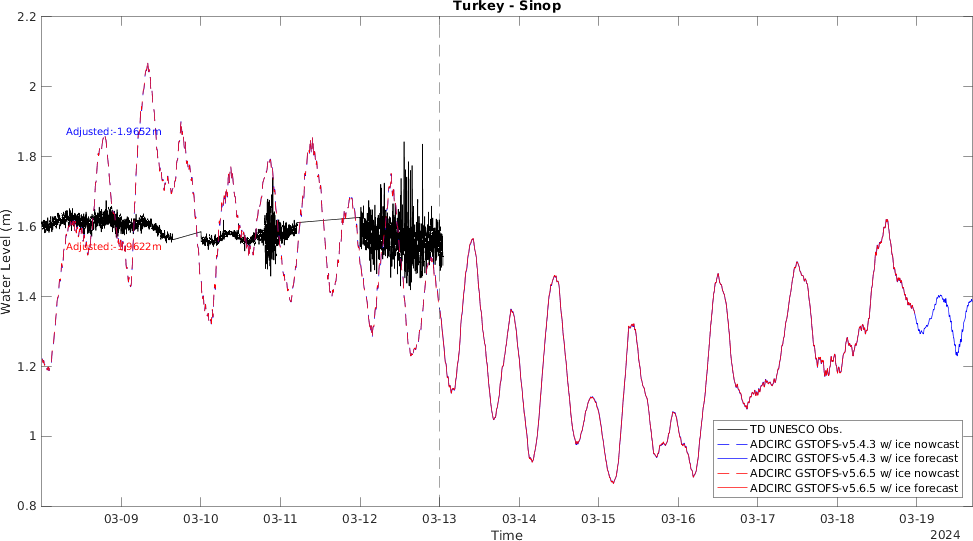 Turkey - Sinop
2.2
2
1.8
1.6
1.4
1.2
1
0.8
Water Level (m)
Adjusted:-1.9652m
Adjusted:-1.9622m
TD UNESCO Obs.
ADCIRC GSTOFS-v5.4.3 w/ ice nowcast
ADCIRC GSTOFS-v5.4.3 w/ ice forecast
ADCIRC GSTOFS-v5.6.5 w/ ice nowcast
ADCIRC GSTOFS-v5.6.5 w/ ice forecast
03-09 03-10 03-11 03-12 03-13 03-14 03-15 03-16 03-17 03-18 03-19
Time
2024